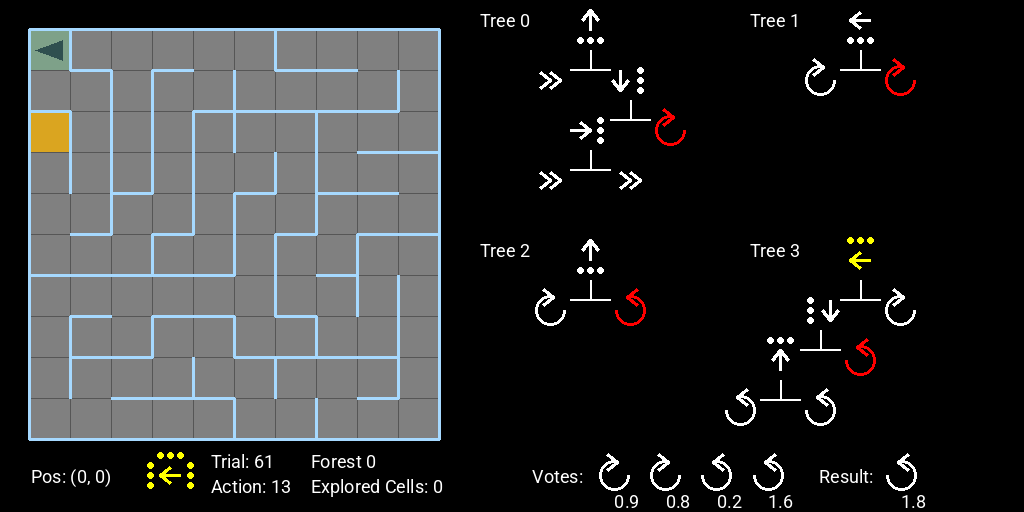 Tree 0
Tree 1
Tree 2
Tree 3
Pos: (0, 0)
Trial: 61
Forest 0
Action: 13
Explored Cells: 0
Votes:
0.9
0.8
0.2
1.6
Result:
1.8